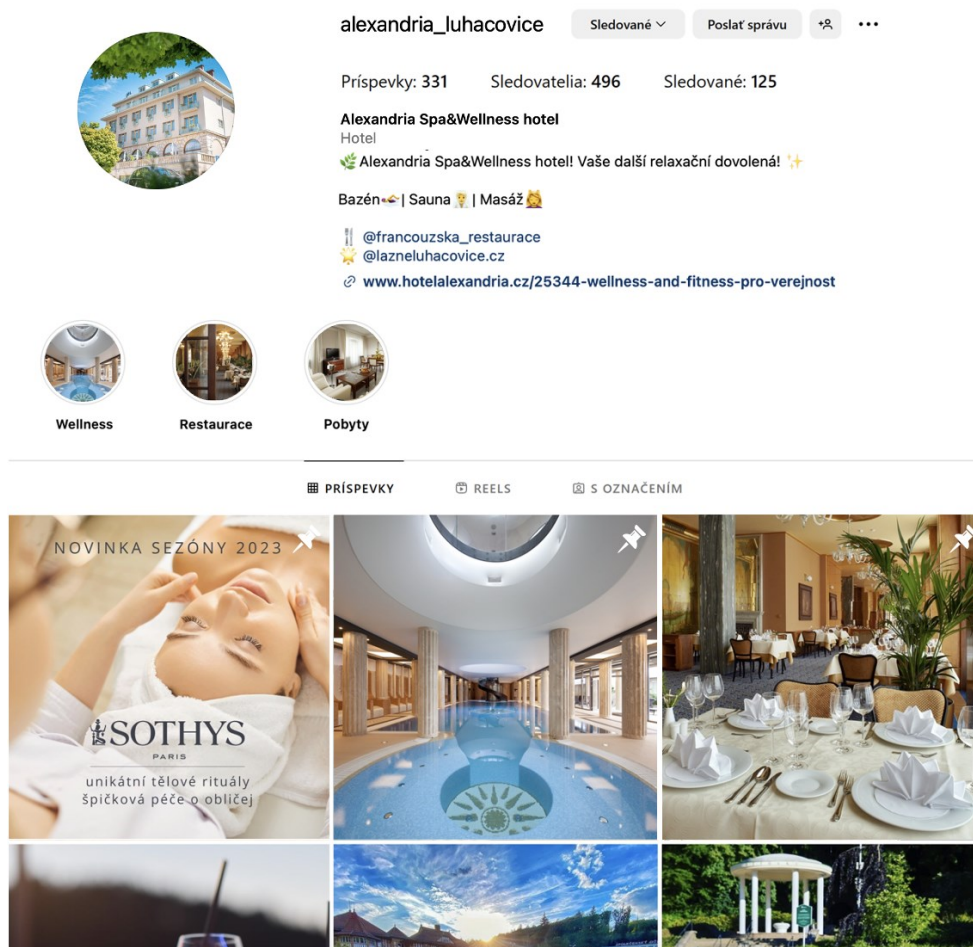 alexandria_luhacovice Sledované Poslať správu
Príspevky: 331 Sledovatelia: 496 Sledované: 125
Alexandria Spa&Wellness hotel
Hotel
🌿Alexandria Spa&Wellness hotel! Vaše další relaxační dovolená! ✨
Bazén | Sauna | Masáž
@francouzska_restaurace
@lazneluhacovice.cz
www.hotelalexandria.cz/25344-wellness-and-fitness-pro-verejnost
Wellness Restaurace Pobyty
PRÍSPEVKY REELS S OZNAČENÍM
NOVINKA SEZÓNY 2023
SOTHYS
PARIS
unikátní tělové rituály
špičková péče o obličej